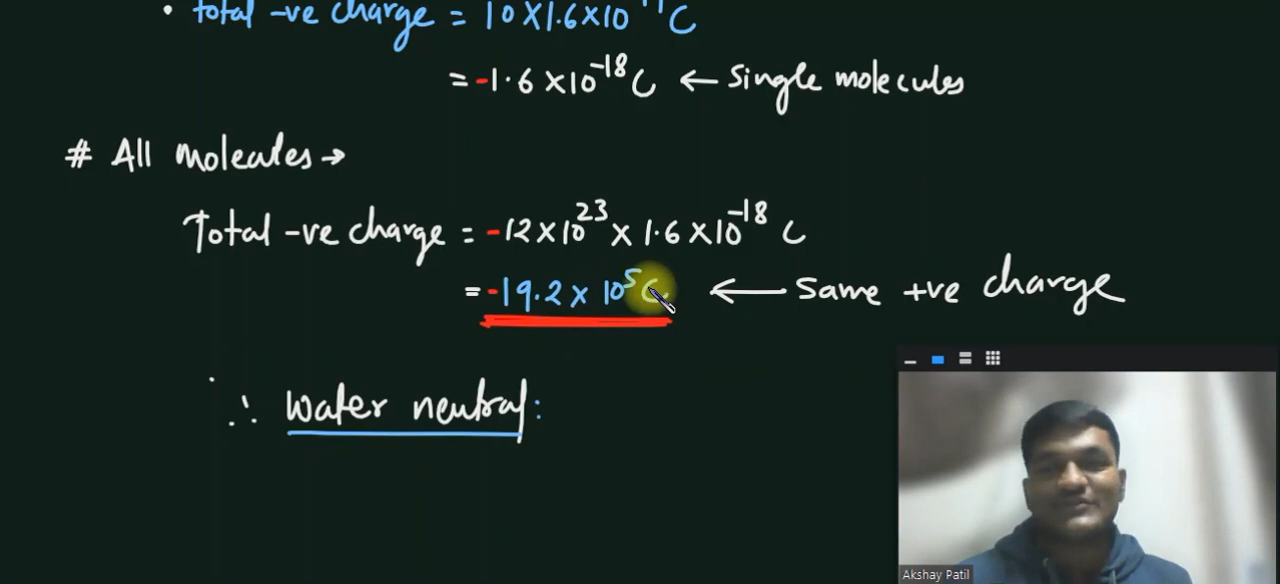 • Total -ve charge = 10 X 1.6 X 10 C
= -1.6 × 10⁻¹⁸ C ← Single molecules
# All molecules →
Total -ve charge = -12 × 10²³ × 1.6 × 10⁻¹⁸ C
= -19.2 × 10⁵ C ← Same +ve charge
∴ Water neutral:
Akshay Patil